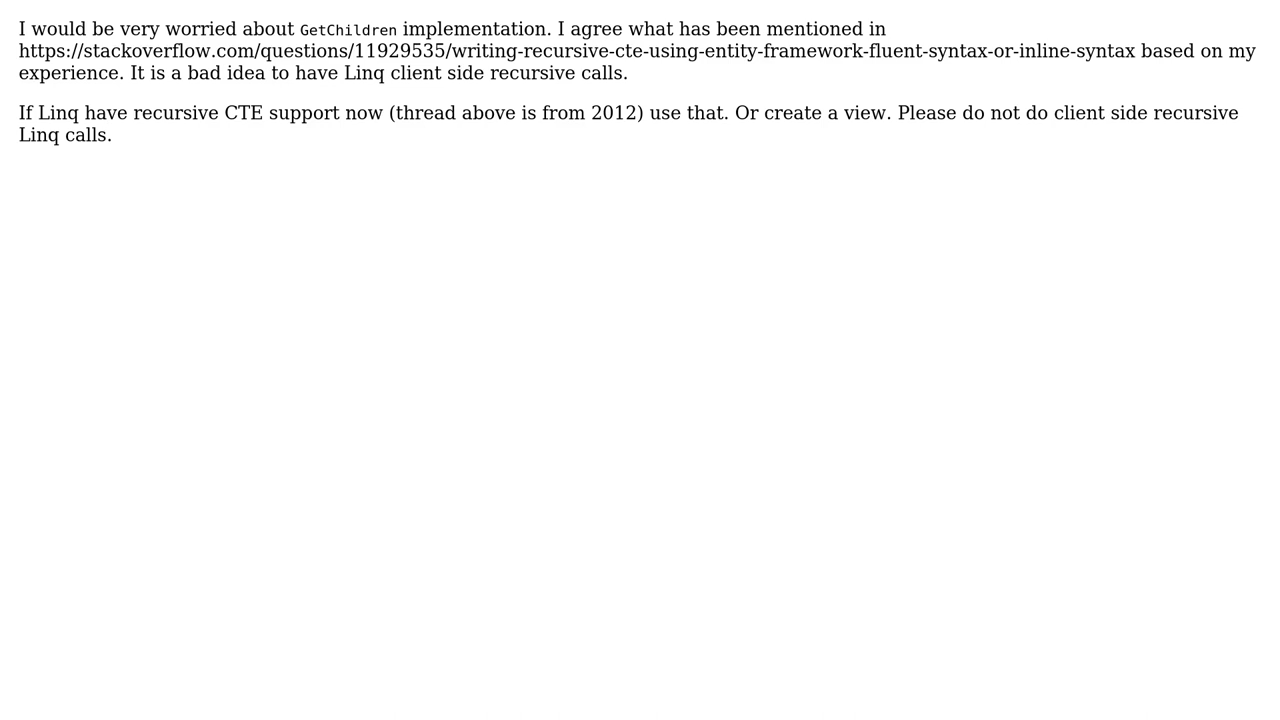 I would be very worried about GetChildren implementation. I agree what has been mentioned in
https://stackoverflow.com/questions/11929535/writing-recursive-cte-using-entity-framework-fluent-syntax-or-inline-syntax based on my
experience. It is a bad idea to have Linq client side recursive calls.
If Linq have recursive CTE support now (thread above is from 2012) use that. Or create a view. Please do not do client side recursive
Linq calls.